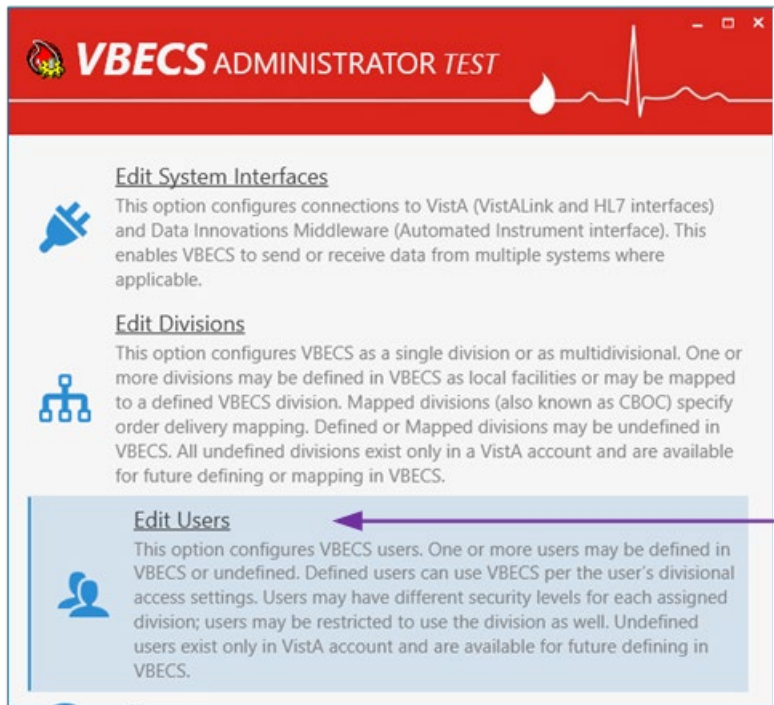 VBECS ADMINISTRATOR TEST
Edit System Interfaces
This option configures connections to VistA (VistALink and HL7 interfaces)
and Data Innovations Middleware (Automated Instrument interface). This
enables VBECS to send or receive data from multiple systems where
applicable.
Edit Divisions
This option configures VBECS as a single division or as multidivisional. One or
more divisions may be defined in VBECS as local facilities or may be mapped
to a defined VBECS division. Mapped divisions (also known as CBOC) specify
order delivery mapping. Defined or Mapped divisions may be undefined in
VBECS. All undefined divisions exist only in a VistA account and are available
for future defining or mapping in VBECS.
Edit Users
This option configures VBECS users. One or more users may be defined in
VBECS or undefined. Defined users can use VBECS per the user's divisional
access settings. Users may have different security levels for each assigned
division; users may be restricted to use the division as well. Undefined
users exist only in VistA account and are available for future defining in
VBECS.